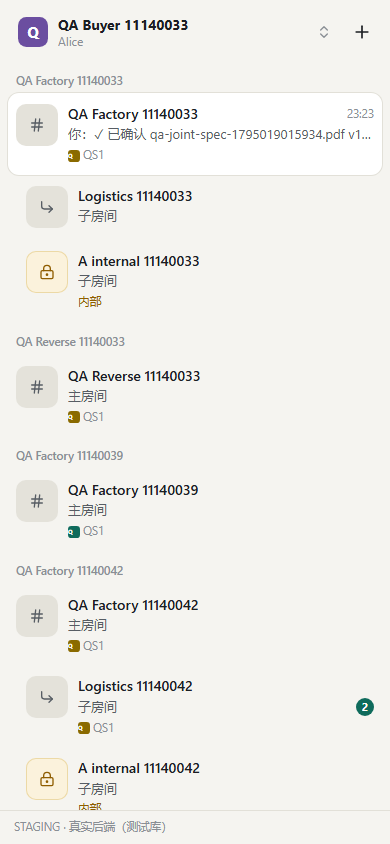 Q
QA Buyer 11140033
Alice
QA Factory 11140033
QA Factory 11140033
23:23
你: ✓ 已确认 qa-joint-spec-1795019015934.pdf v1...
QS1
Logistics 11140033
子房间
A internal 11140033
子房间
内部
QA Reverse 11140033
QA Reverse 11140033
主房间
QS1
QA Factory 11140039
QA Factory 11140039
主房间
QS1
QA Factory 11140042
QA Factory 11140042
主房间
QS1
Logistics 11140042
子房间
2
QS1
A internal 11140042
子房间
内部
STAGING · 真实后端（测试库）